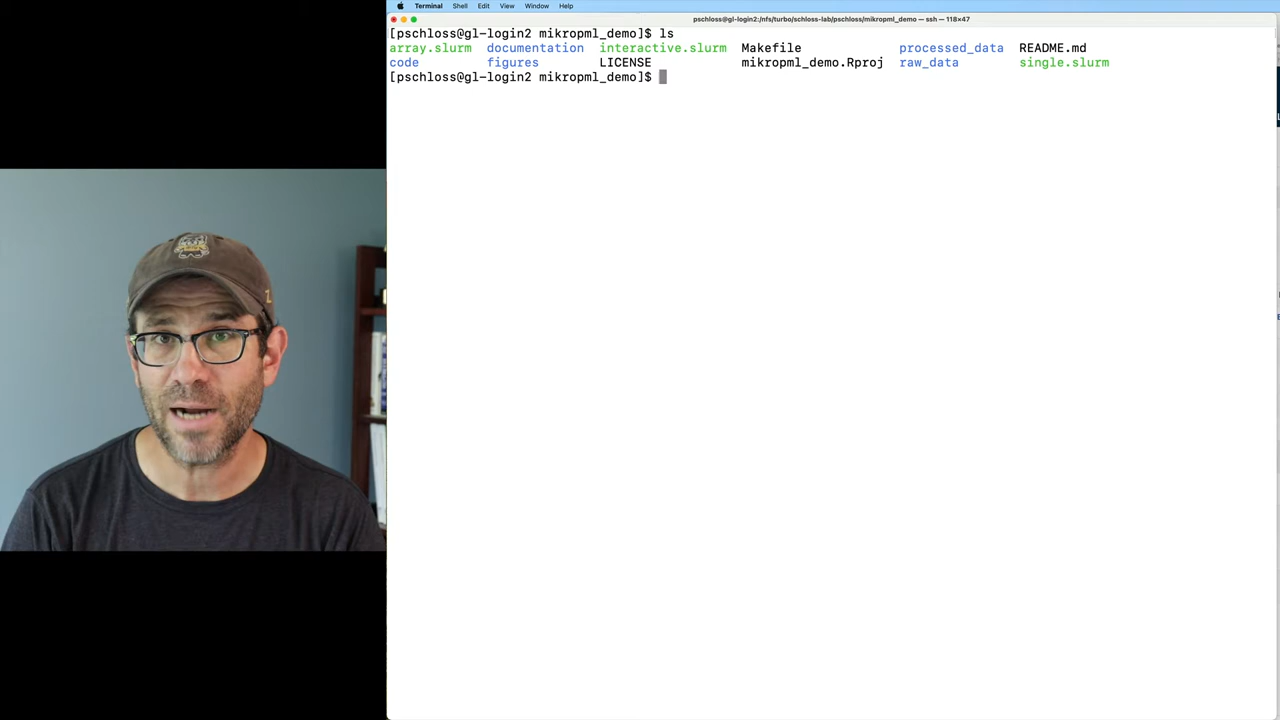 Terminal Shell Edit View Window Help
pschloss@gl-login2:/nfs/turbo/schloss-lab/pschloss/mikropml_demo — ssh — 118×47
[pschloss@gl-login2 mikropml_demo]$ ls
array.slurm documentation interactive.slurm Makefile processed_data README.md
code figures LICENSE mikropml_demo.Rproj raw_data single.slurm
[pschloss@gl-login2 mikropml_demo]$